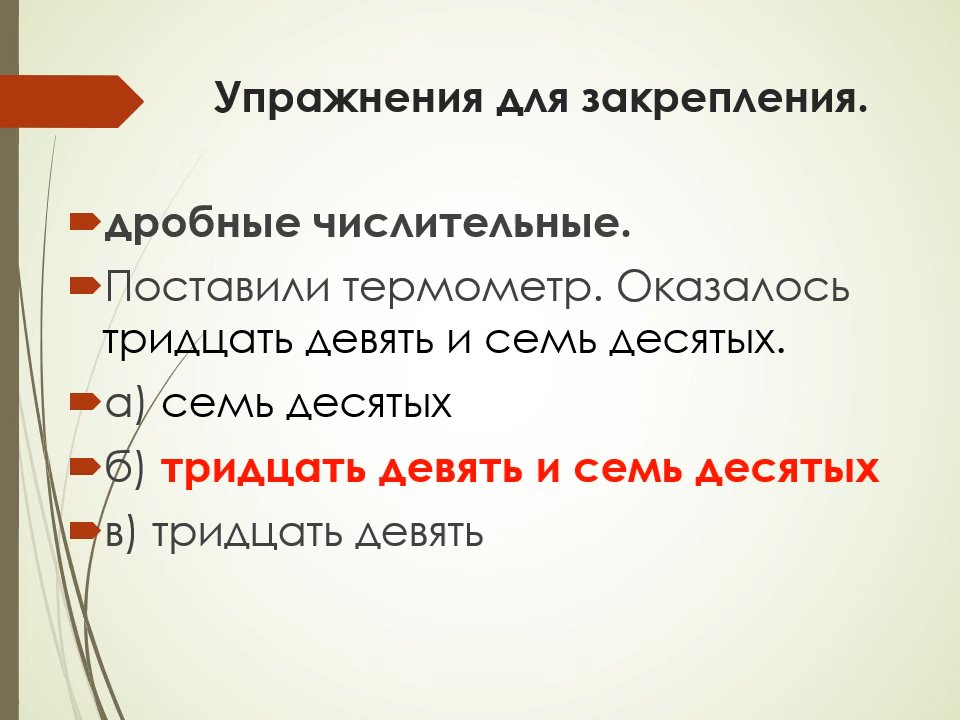 Упражнения для закрепления.
дробные числительные.
Поставили термометр. Оказалось
тридцать девять и семь десятых.
а) семь десятых
б) тридцать девять и семь десятых
в) тридцать девять